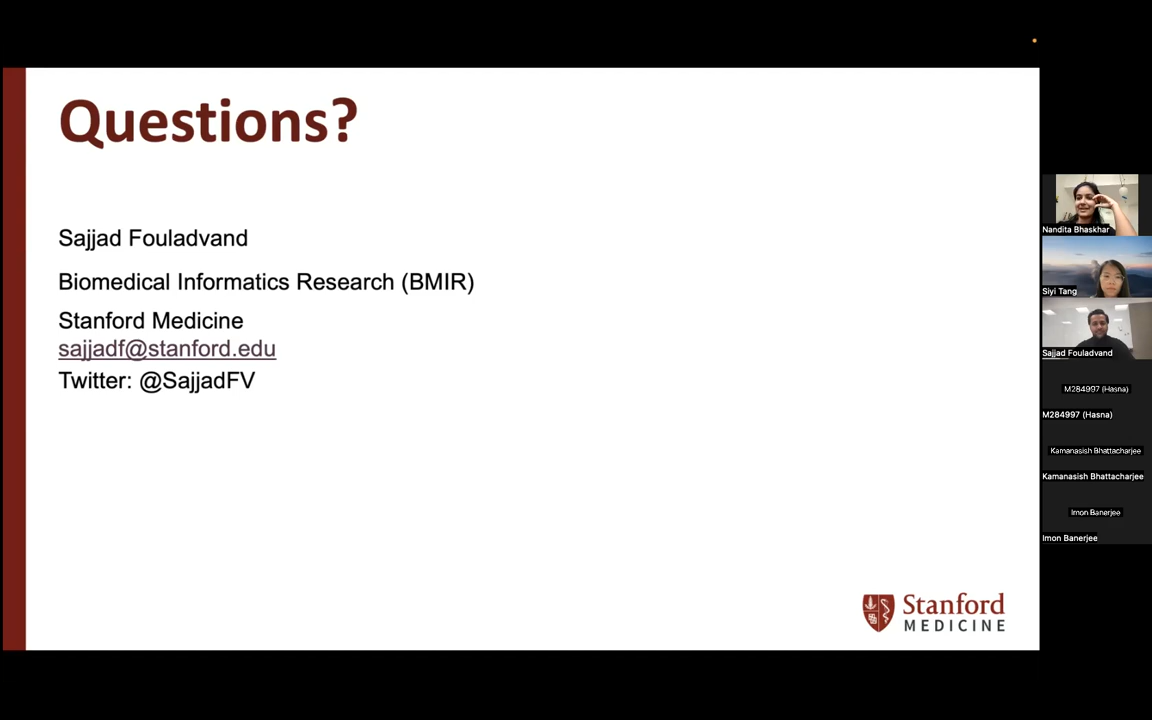 Questions?
Sajjad Fouladvand
Biomedical Informatics Research (BMIR)
Stanford Medicine
sajjadf@stanford.edu
Twitter: @SajjadFV
Stanford
MEDICINE
Nandita Bhaskhar
Siyi Tang
Sajjad Fouladvand
M284997 (Hasna)
M284997 (Hasna)
Kamanasish Bhattacharjee
Kamanasish Bhattacharjee
Imon Banerjee
Imon Banerjee